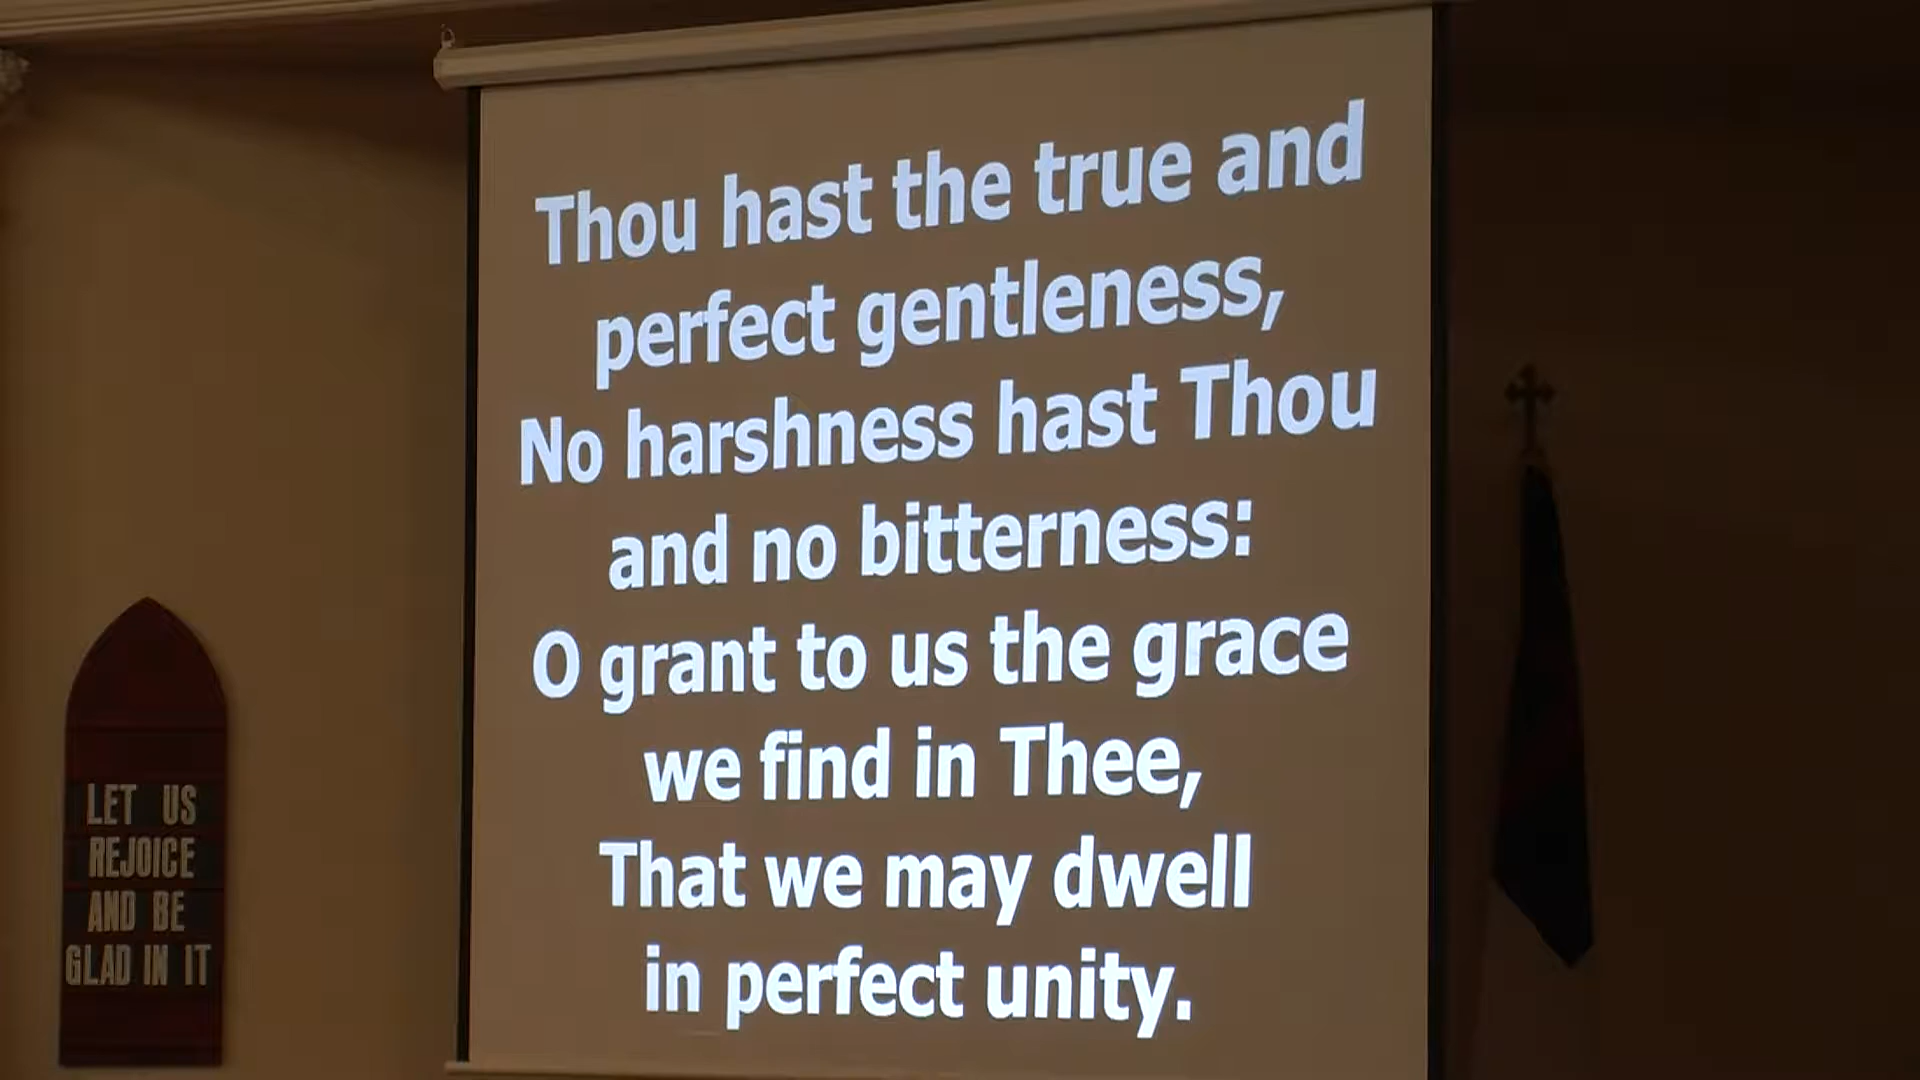 Thou hast the true and
perfect gentleness,
No harshness hast Thou
and no bitterness:
O grant to us the grace
we find in Thee,
That we may dwell
in perfect unity.
LET US
REJOICE
AND BE
GLAD IN IT